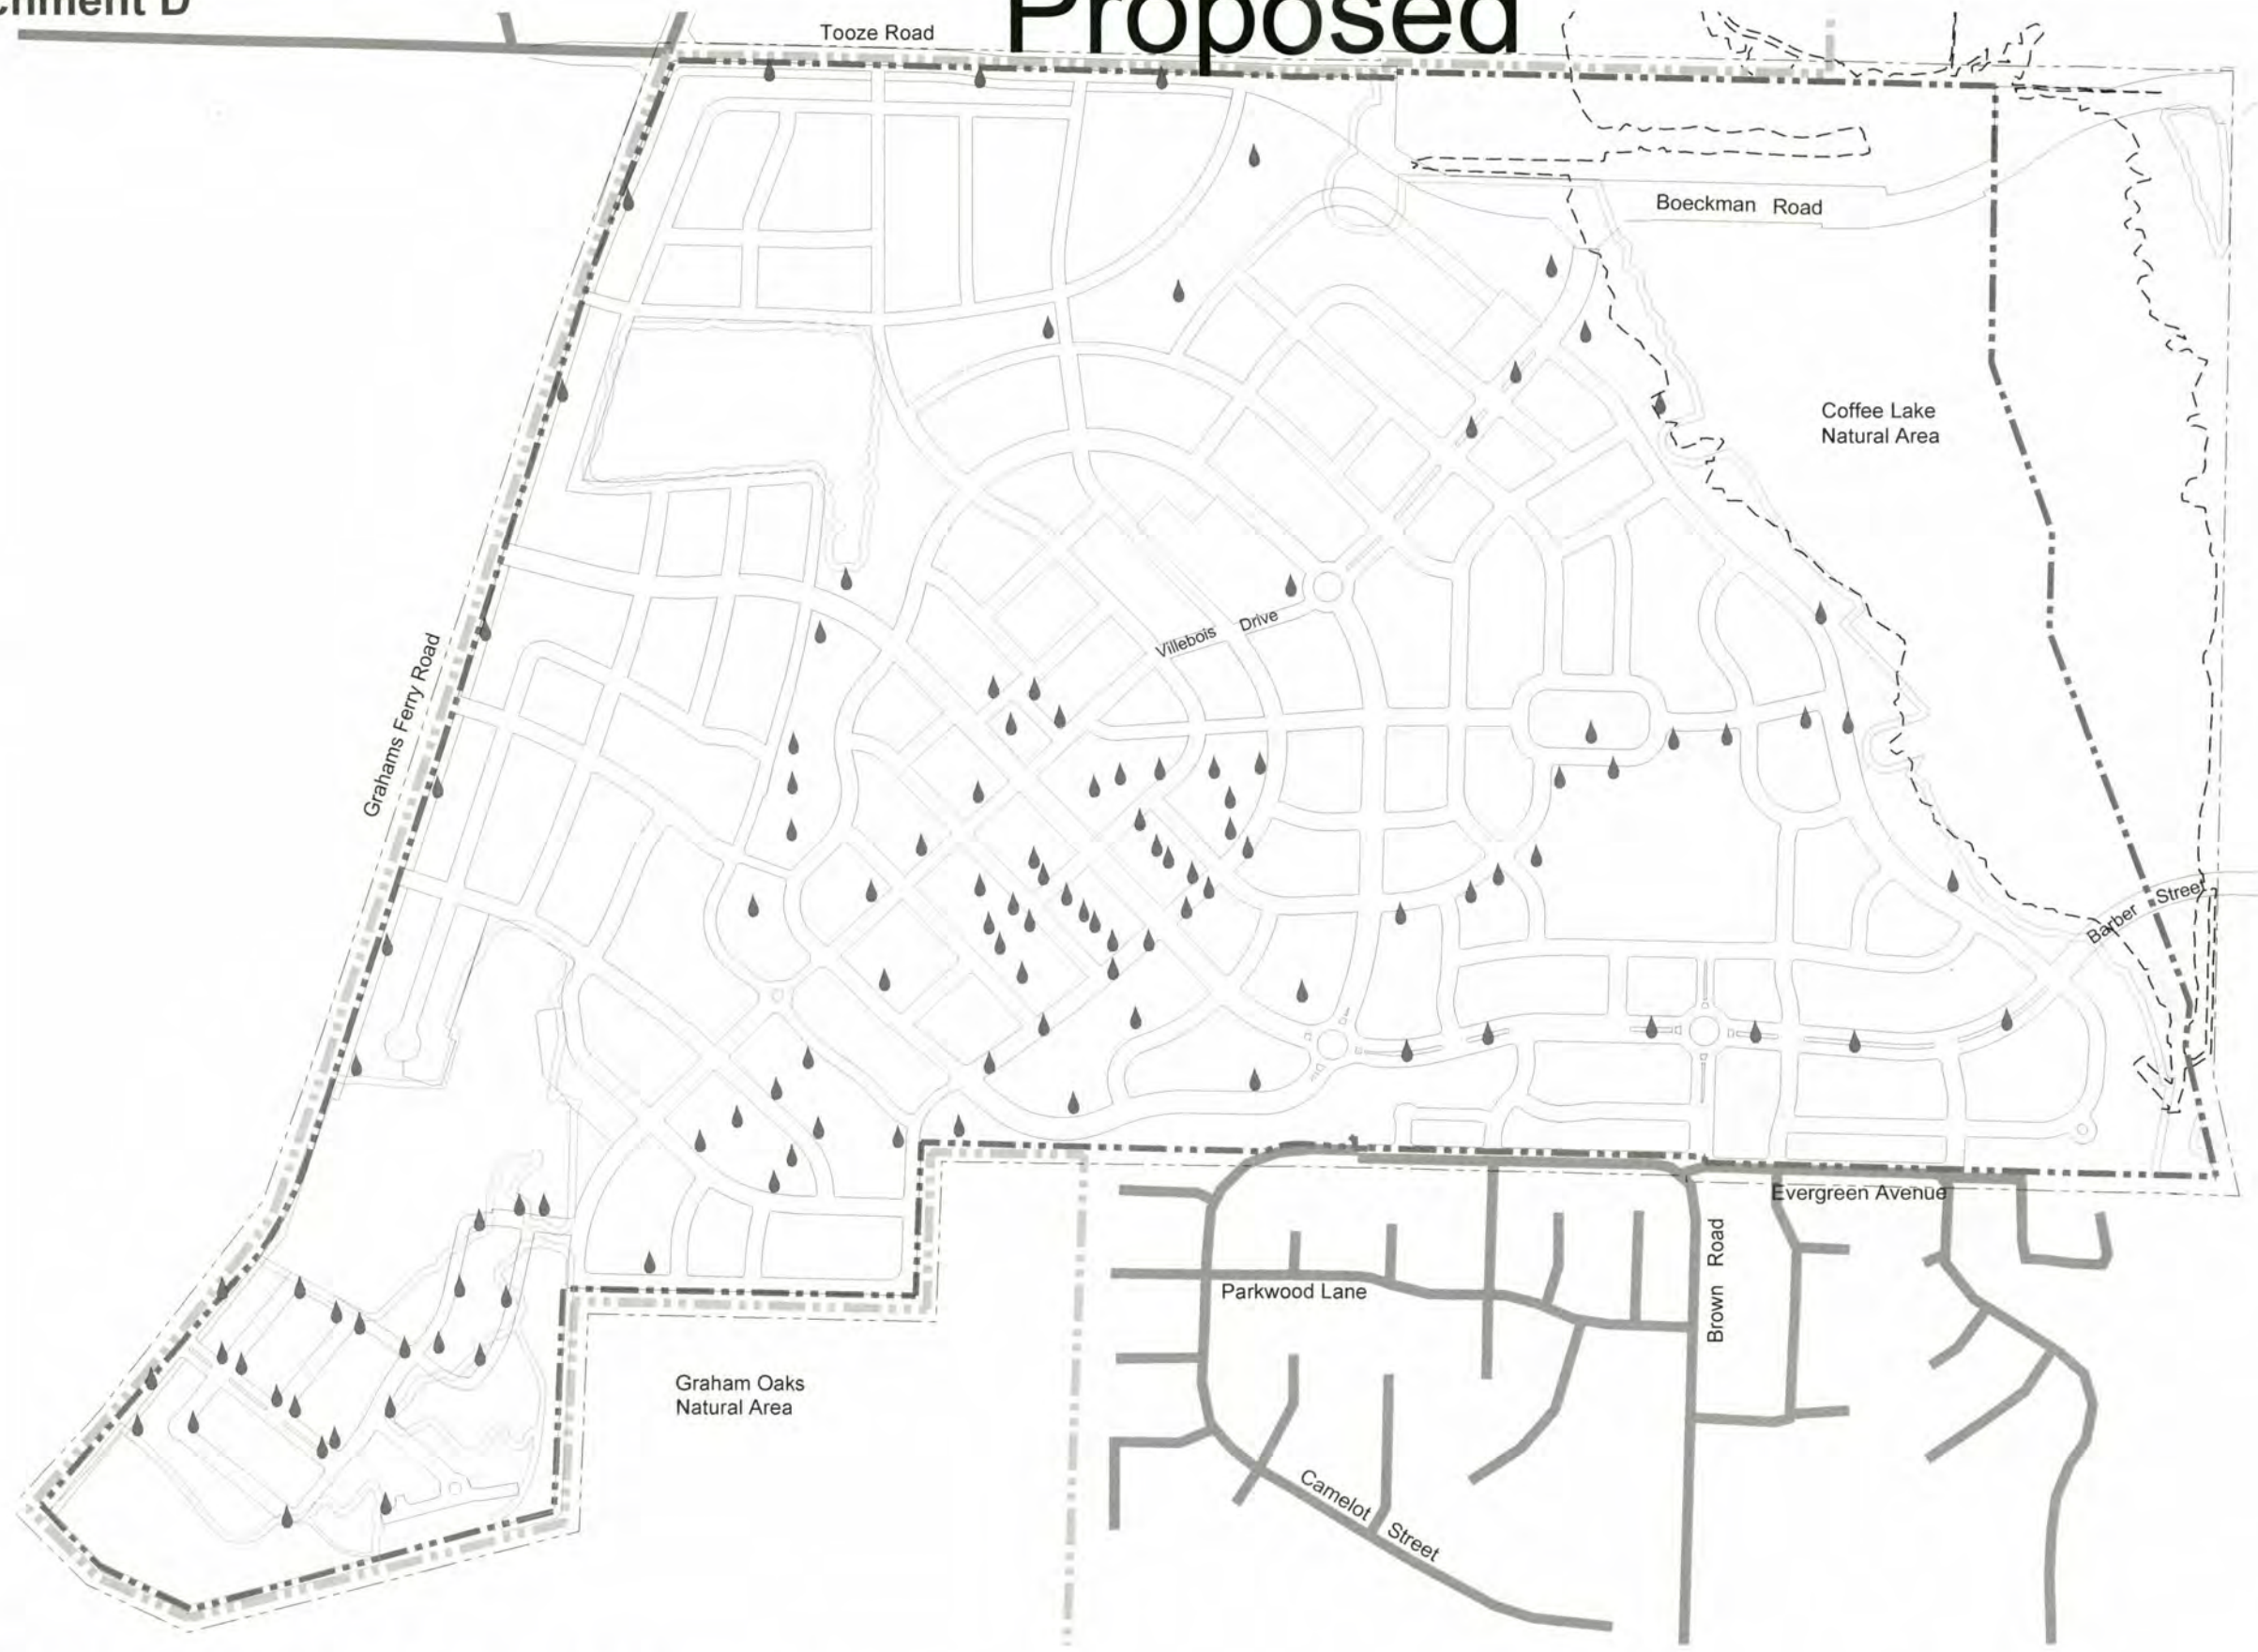 Proposed
Tooze Road
Boeckman Road
Coffee Lake
Natural Area
Villebois Drive
Grahams Ferry Road
Barber Street
Evergreen Avenue
Brown Road
Parkwood Lane
Graham Oaks
Natural Area
Camelot Street